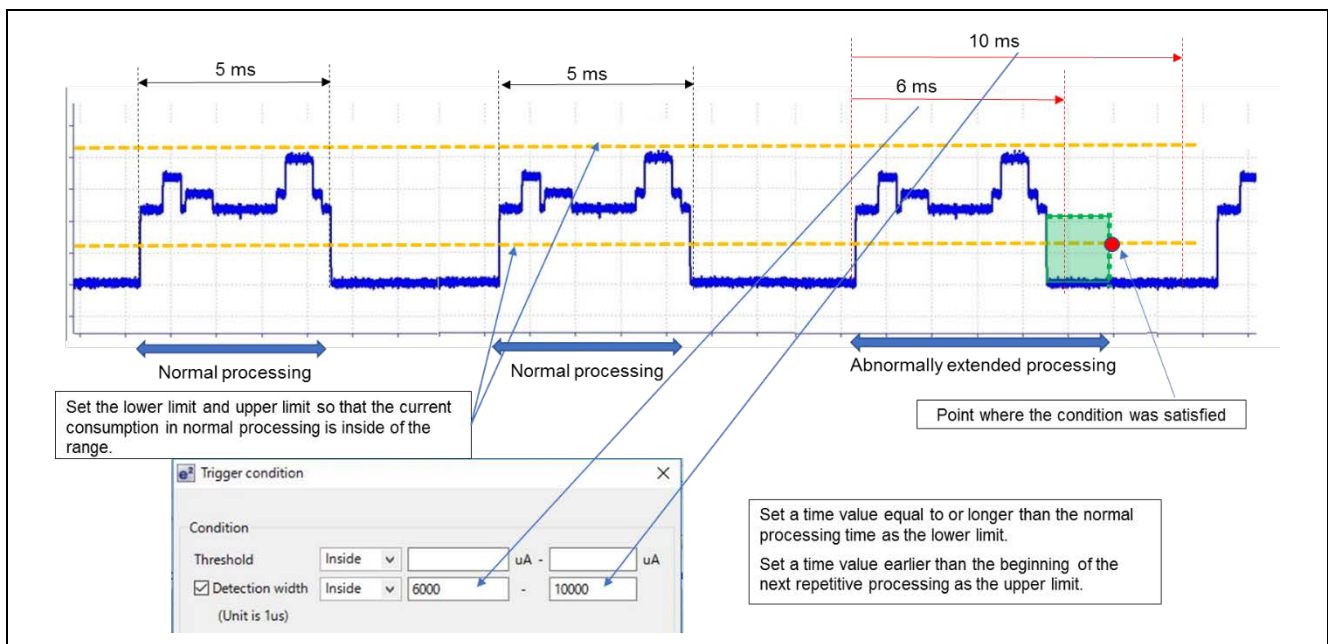 10 ms
5 ms
5 ms
6 ms
Normal processing
Normal processing
Abnormally extended processing
Set the lower limit and upper limit so that the current
consumption in normal processing is inside of the
range.
Point where the condition was satisfied
e² Trigger condition
Condition
Threshold Inside uA - uA
Detection width Inside 6000 - 10000
(Unit is 1us)
Set a time value equal to or longer than the normal
processing time as the lower limit.
Set a time value earlier than the beginning of the
next repetitive processing as the upper limit.